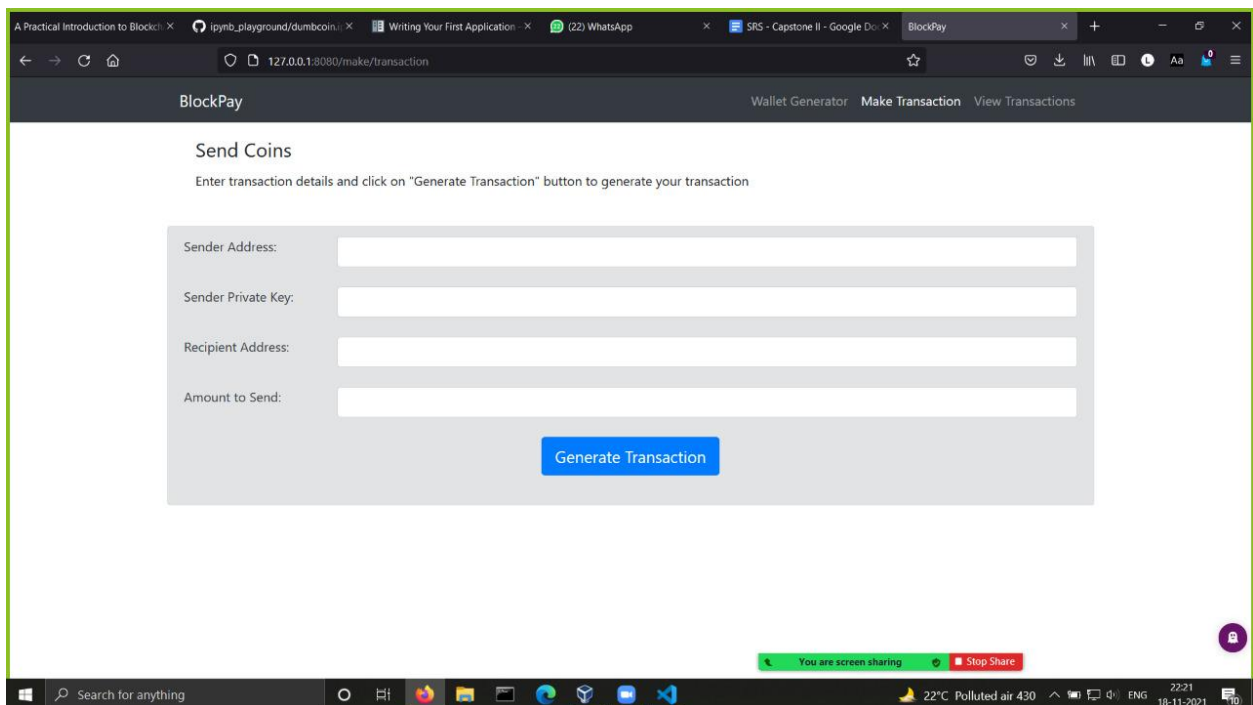 A Practical Introduction to Blockch
ipynb_playground/dumbcoin.i
Writing Your First Application -
(22) WhatsApp
SRS - Capstone II - Google Doc
BlockPay
127.0.0.1:8080/make/transaction
Aa
0
BlockPay
Wallet Generator Make Transaction View Transactions
Send Coins
Enter transaction details and click on "Generate Transaction" button to generate your transaction
Sender Address:
Sender Private Key:
Recipient Address:
Amount to Send:
Generate Transaction
You are screen sharing
Stop Share
Search for anything
22°C Polluted air 430
ENG
22:21
18-11-2021
10